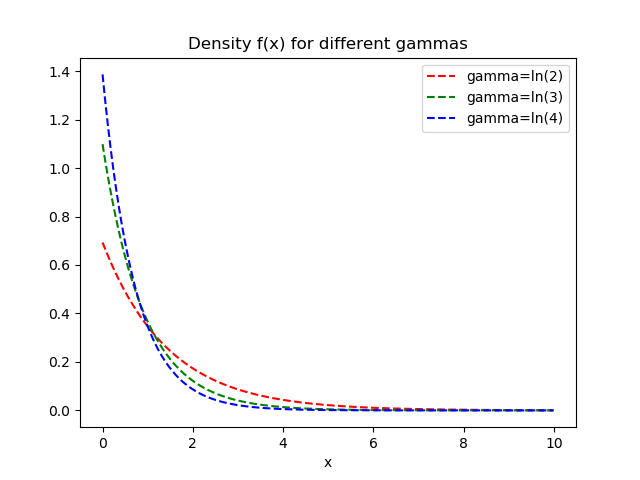 Density f(x) for different gammas
gamma=ln(2)
gamma=ln(3)
gamma=ln(4)
1.4
1.2
1.0
0.8
0.6
0.4
0.2
0.0
0 2 4 6 8 10
x